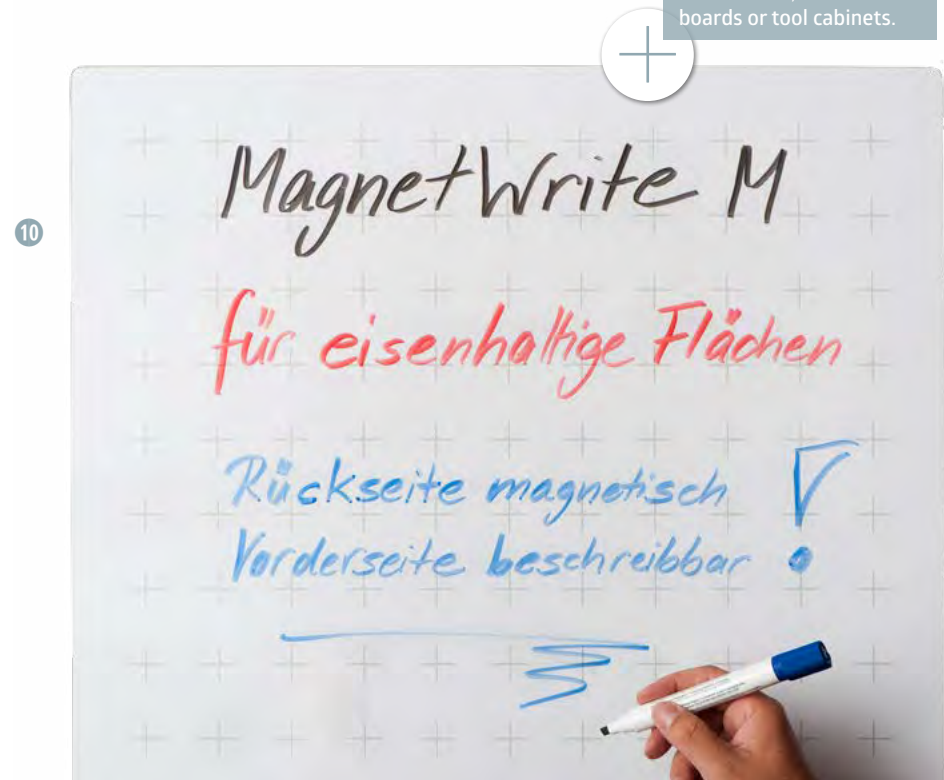 boards or tool cabinets.
10
MagnetWrite M
für eisenhaltige Flächen
Rückseite magnetisch
Vorderseite beschreibbar !